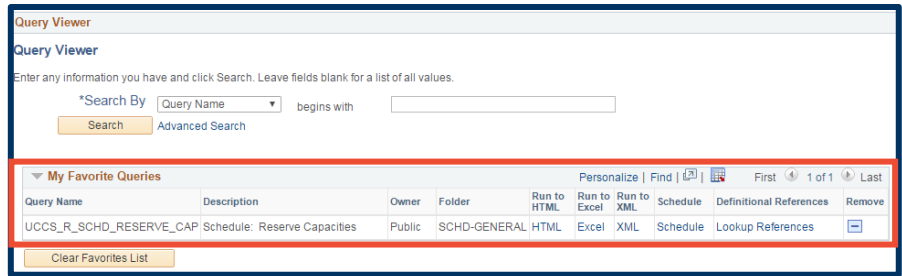 Query Viewer
Query Viewer
Enter any information you have and click Search. Leave fields blank for a list of all values.
*Search By Query Name begins with
Search Advanced Search
My Favorite Queries Personalize | Find | | First 1 of 1 Last
Query Name Description Owner Folder Run to HTML Run to Excel Run to XML Schedule Definitional References Remove
UCCS_R_SCHD_RESERVE_CAP Schedule: Reserve Capacities Public SCHD-GENERAL HTML Excel XML Schedule Lookup References
Clear Favorites List